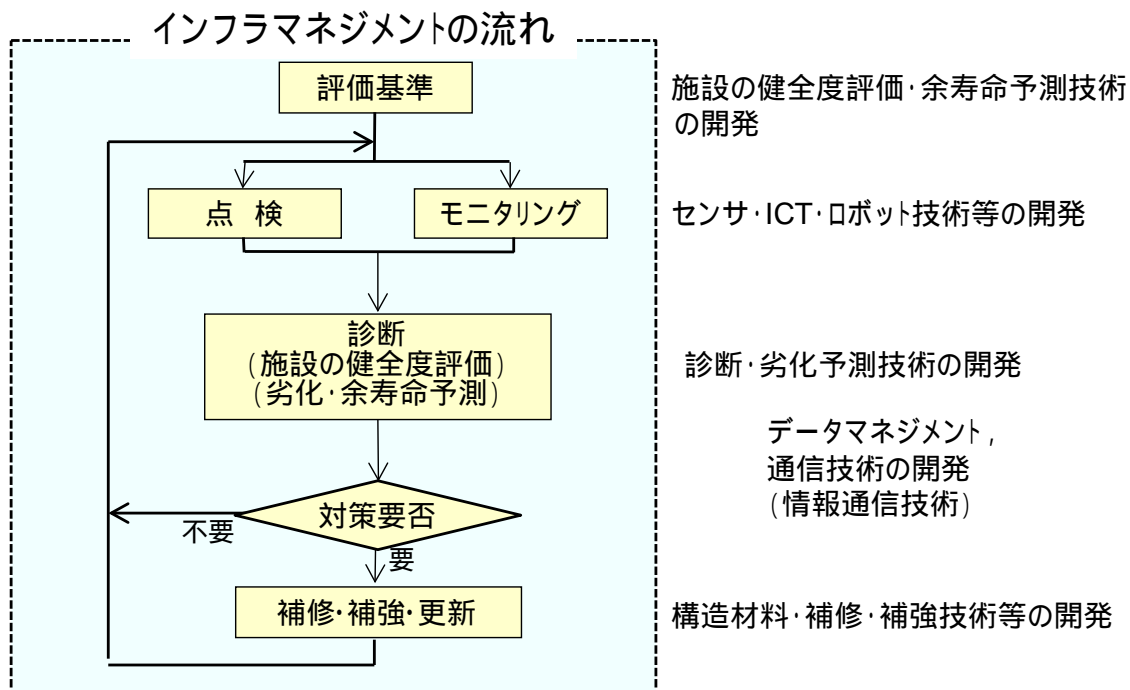 インフラマネジメントの流れ
評価基準
施設の健全度評価･余寿命予測技術
の開発
点 検
モニタリング
センサ･ICT･ロボット技術等の開発
診断
(施設の健全度評価)
(劣化･余寿命予測)
診断･劣化予測技術の開発
データマネジメント,
通信技術の開発
(情報通信技術)
対策要否
不要
要
補修･補強･更新
構造材料･補修･補強技術等の開発